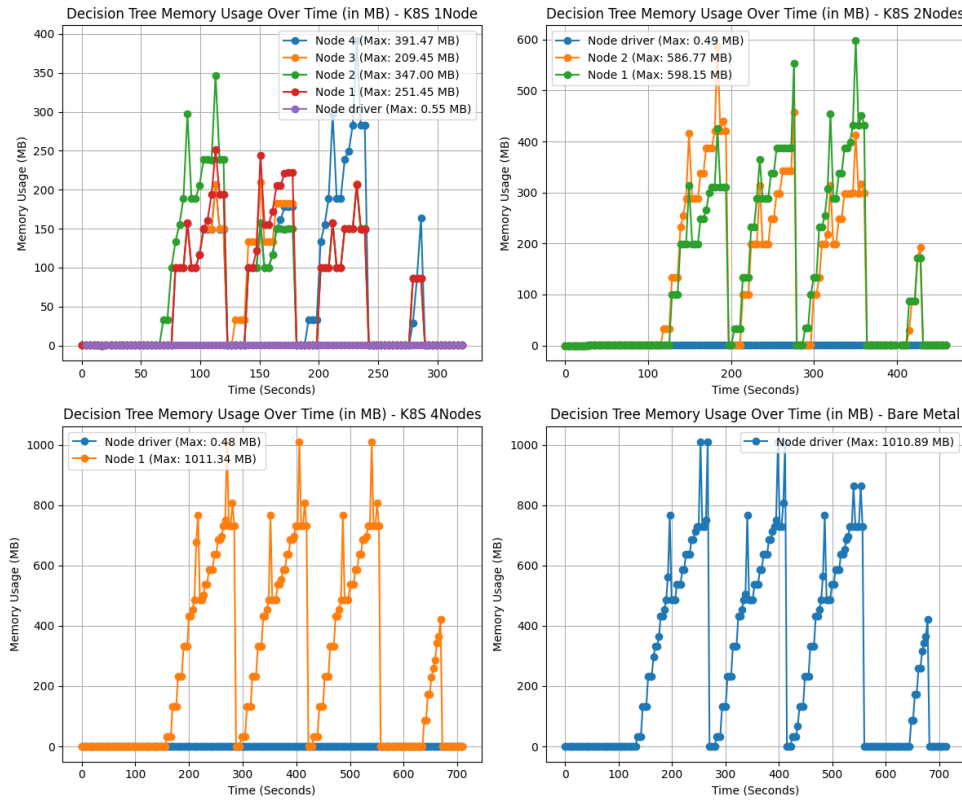 Decision Tree Memory Usage Over Time (in MB) - K8S 1Node
400
350
300
250
200
150
100
50
0
Memory Usage (MB)
Node 4 (Max: 391.47 MB)
Node 3 (Max: 209.45 MB)
Node 2 (Max: 347.00 MB)
Node 1 (Max: 251.45 MB)
Node driver (Max: 0.55 MB)
0 50 100 150 200 250 300
Time (Seconds)
Decision Tree Memory Usage Over Time (in MB) - K8S 2Nodes
600
500
400
300
200
100
0
Memory Usage (MB)
Node driver (Max: 0.49 MB)
Node 2 (Max: 586.77 MB)
Node 1 (Max: 598.15 MB)
0 100 200 300 400
Time (Seconds)
Decision Tree Memory Usage Over Time (in MB) - K8S 4Nodes
1000
800
600
400
200
0
Memory Usage (MB)
Node driver (Max: 0.48 MB)
Node 1 (Max: 1011.34 MB)
0 100 200 300 400 500 600 700
Time (Seconds)
Decision Tree Memory Usage Over Time (in MB) - Bare Metal
1000
800
600
400
200
0
Memory Usage (MB)
Node driver (Max: 1010.89 MB)
0 100 200 300 400 500 600 700
Time (Seconds)